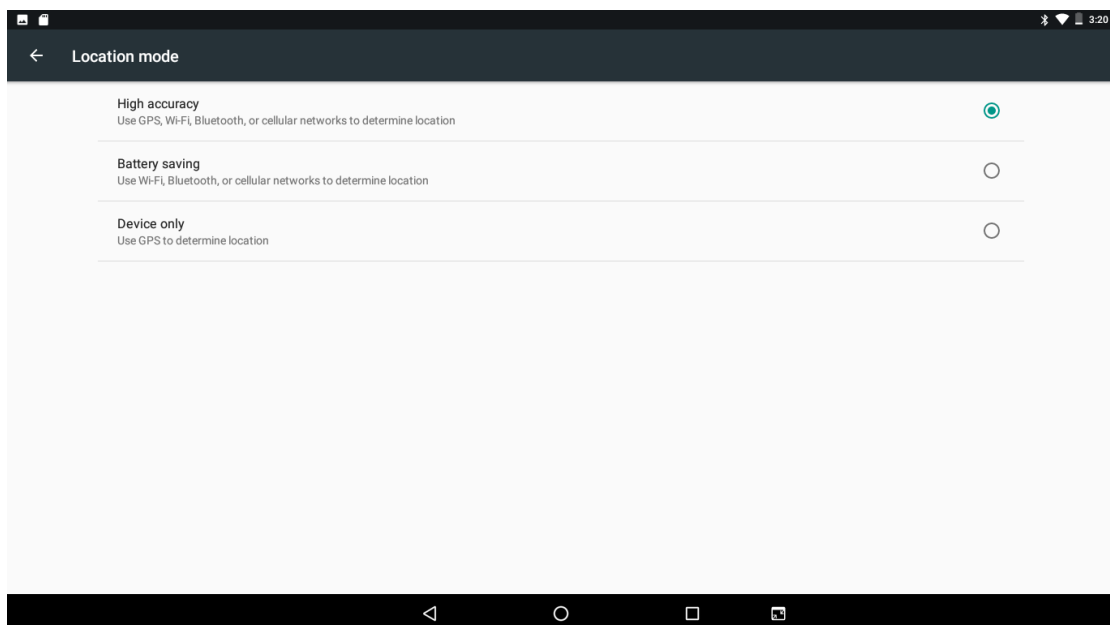 3:20
Location mode
High accuracy
Use GPS, Wi-Fi, Bluetooth, or cellular networks to determine location
Battery saving
Use Wi-Fi, Bluetooth, or cellular networks to determine location
Device only
Use GPS to determine location